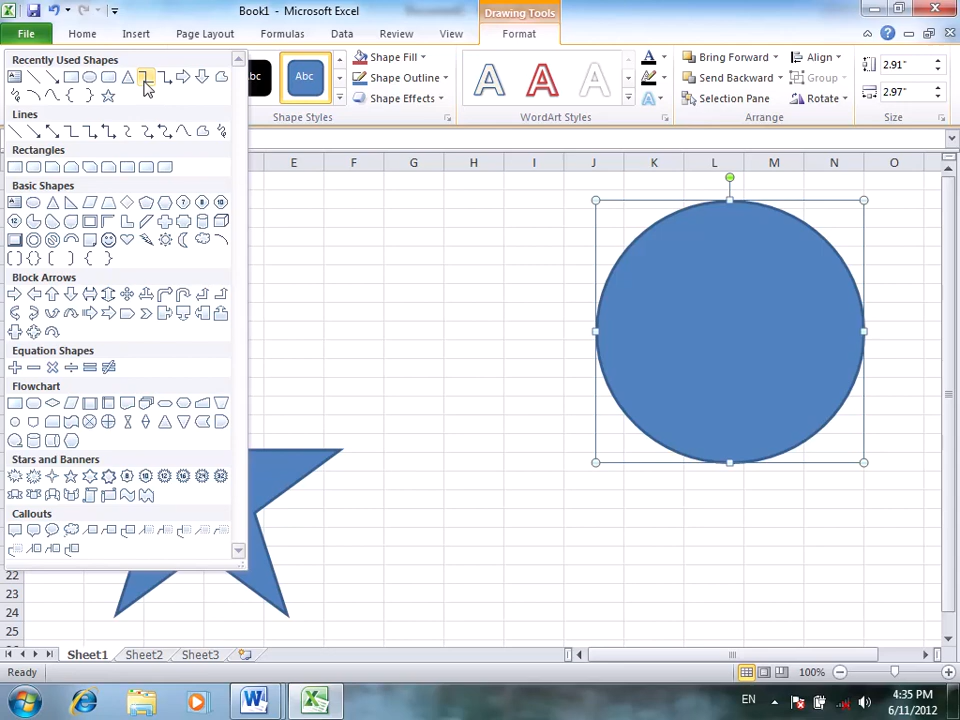 Book1 - Microsoft Excel
Drawing Tools
File Home Insert Page Layout Formulas Data Review View Format
Recently Used Shapes
Lines
Rectangles
Basic Shapes
Block Arrows
Equation Shapes
Flowchart
Stars and Banners
Callouts
Abc Abc
Shape Fill
Shape Outline
Shape Effects
Shape Styles
A A A
WordArt Styles
Bring Forward Align
Send Backward Group
Selection Pane Rotate
Arrange
2.91"
2.97"
Size
E F G H I J K L M N O
22
23
24
25
Sheet1 Sheet2 Sheet3
Ready 100%
EN 4:35 PM
6/11/2012